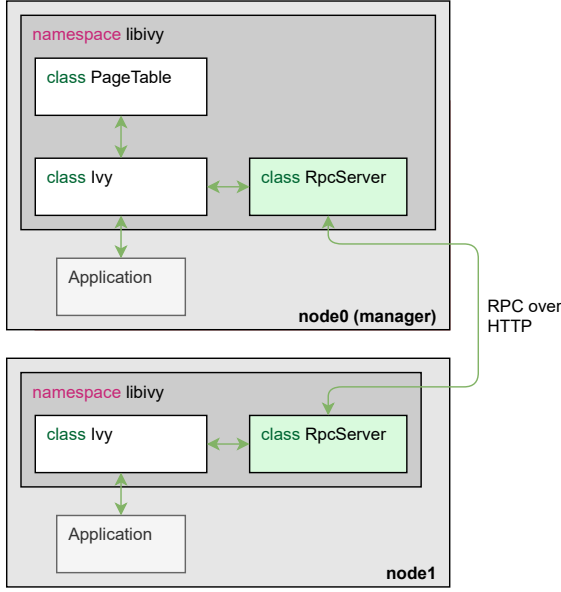 namespace libivy
class PageTable
class Ivy
class RpcServer
Application
node0 (manager)
RPC over
HTTP
namespace libivy
class Ivy
class RpcServer
Application
node1